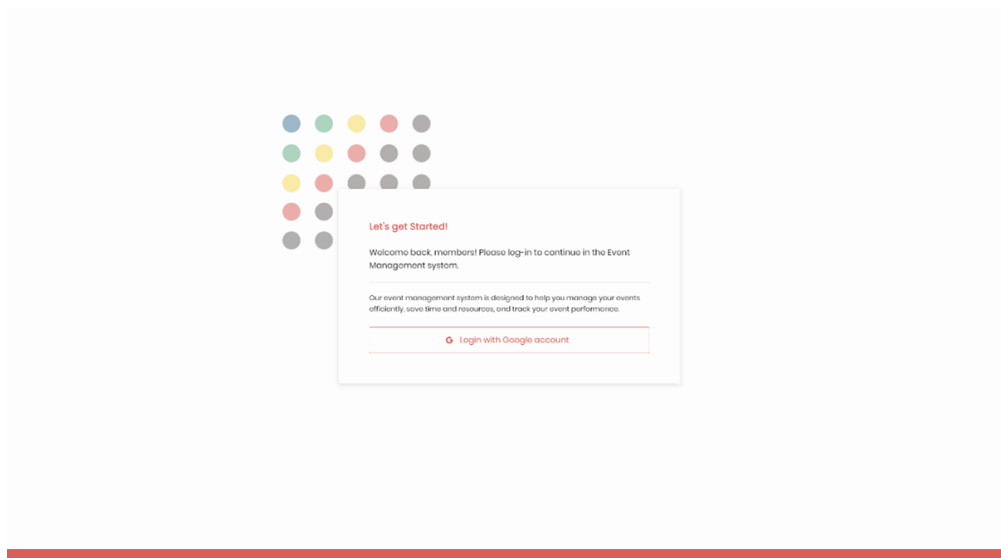 Let's get Started!
Welcome back, members! Please log-in to continue in the Event
Management system.
Our event management system is designed to help you manage your events
efficiently, save time and resources, and track your event performance.
G Login with Google account